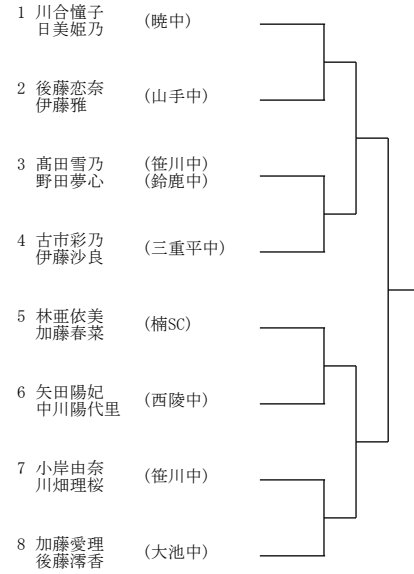 1 川合憧子 (暁中)
日美姫乃
2 後藤恋奈 (山手中)
伊藤雅
3 髙田雪乃 (笹川中)
野田夢心 (鈴鹿中)
4 古市彩乃 (三重平中)
伊藤沙良
5 林亜依美 (楠SC)
加藤春菜
6 矢田陽妃 (西陵中)
中川陽代里
7 小岸由奈 (笹川中)
川畑理桜
8 加藤愛理 (大池中)
後藤澪香